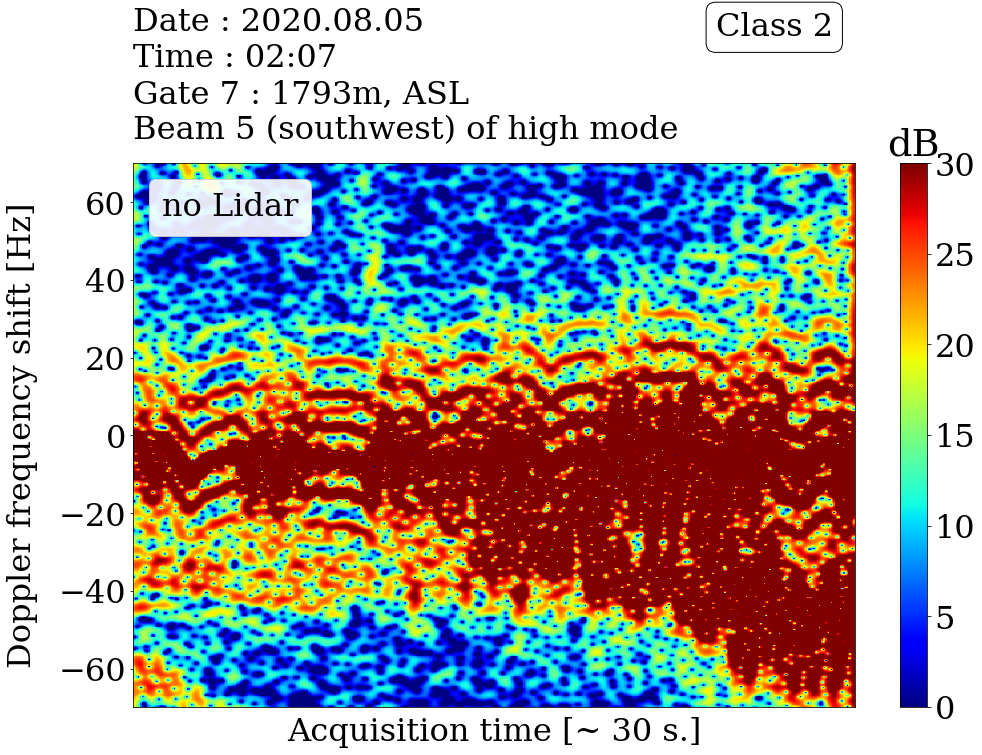 Date : 2020.08.05
Time : 02:07
Gate 7 : 1793m, ASL
Beam 5 (southwest) of high mode
Class 2
dB
no Lidar
Doppler frequency shift [Hz]
60
40
20
0
−20
−40
−60
30
25
20
15
10
5
0
Acquisition time [~ 30 s.]